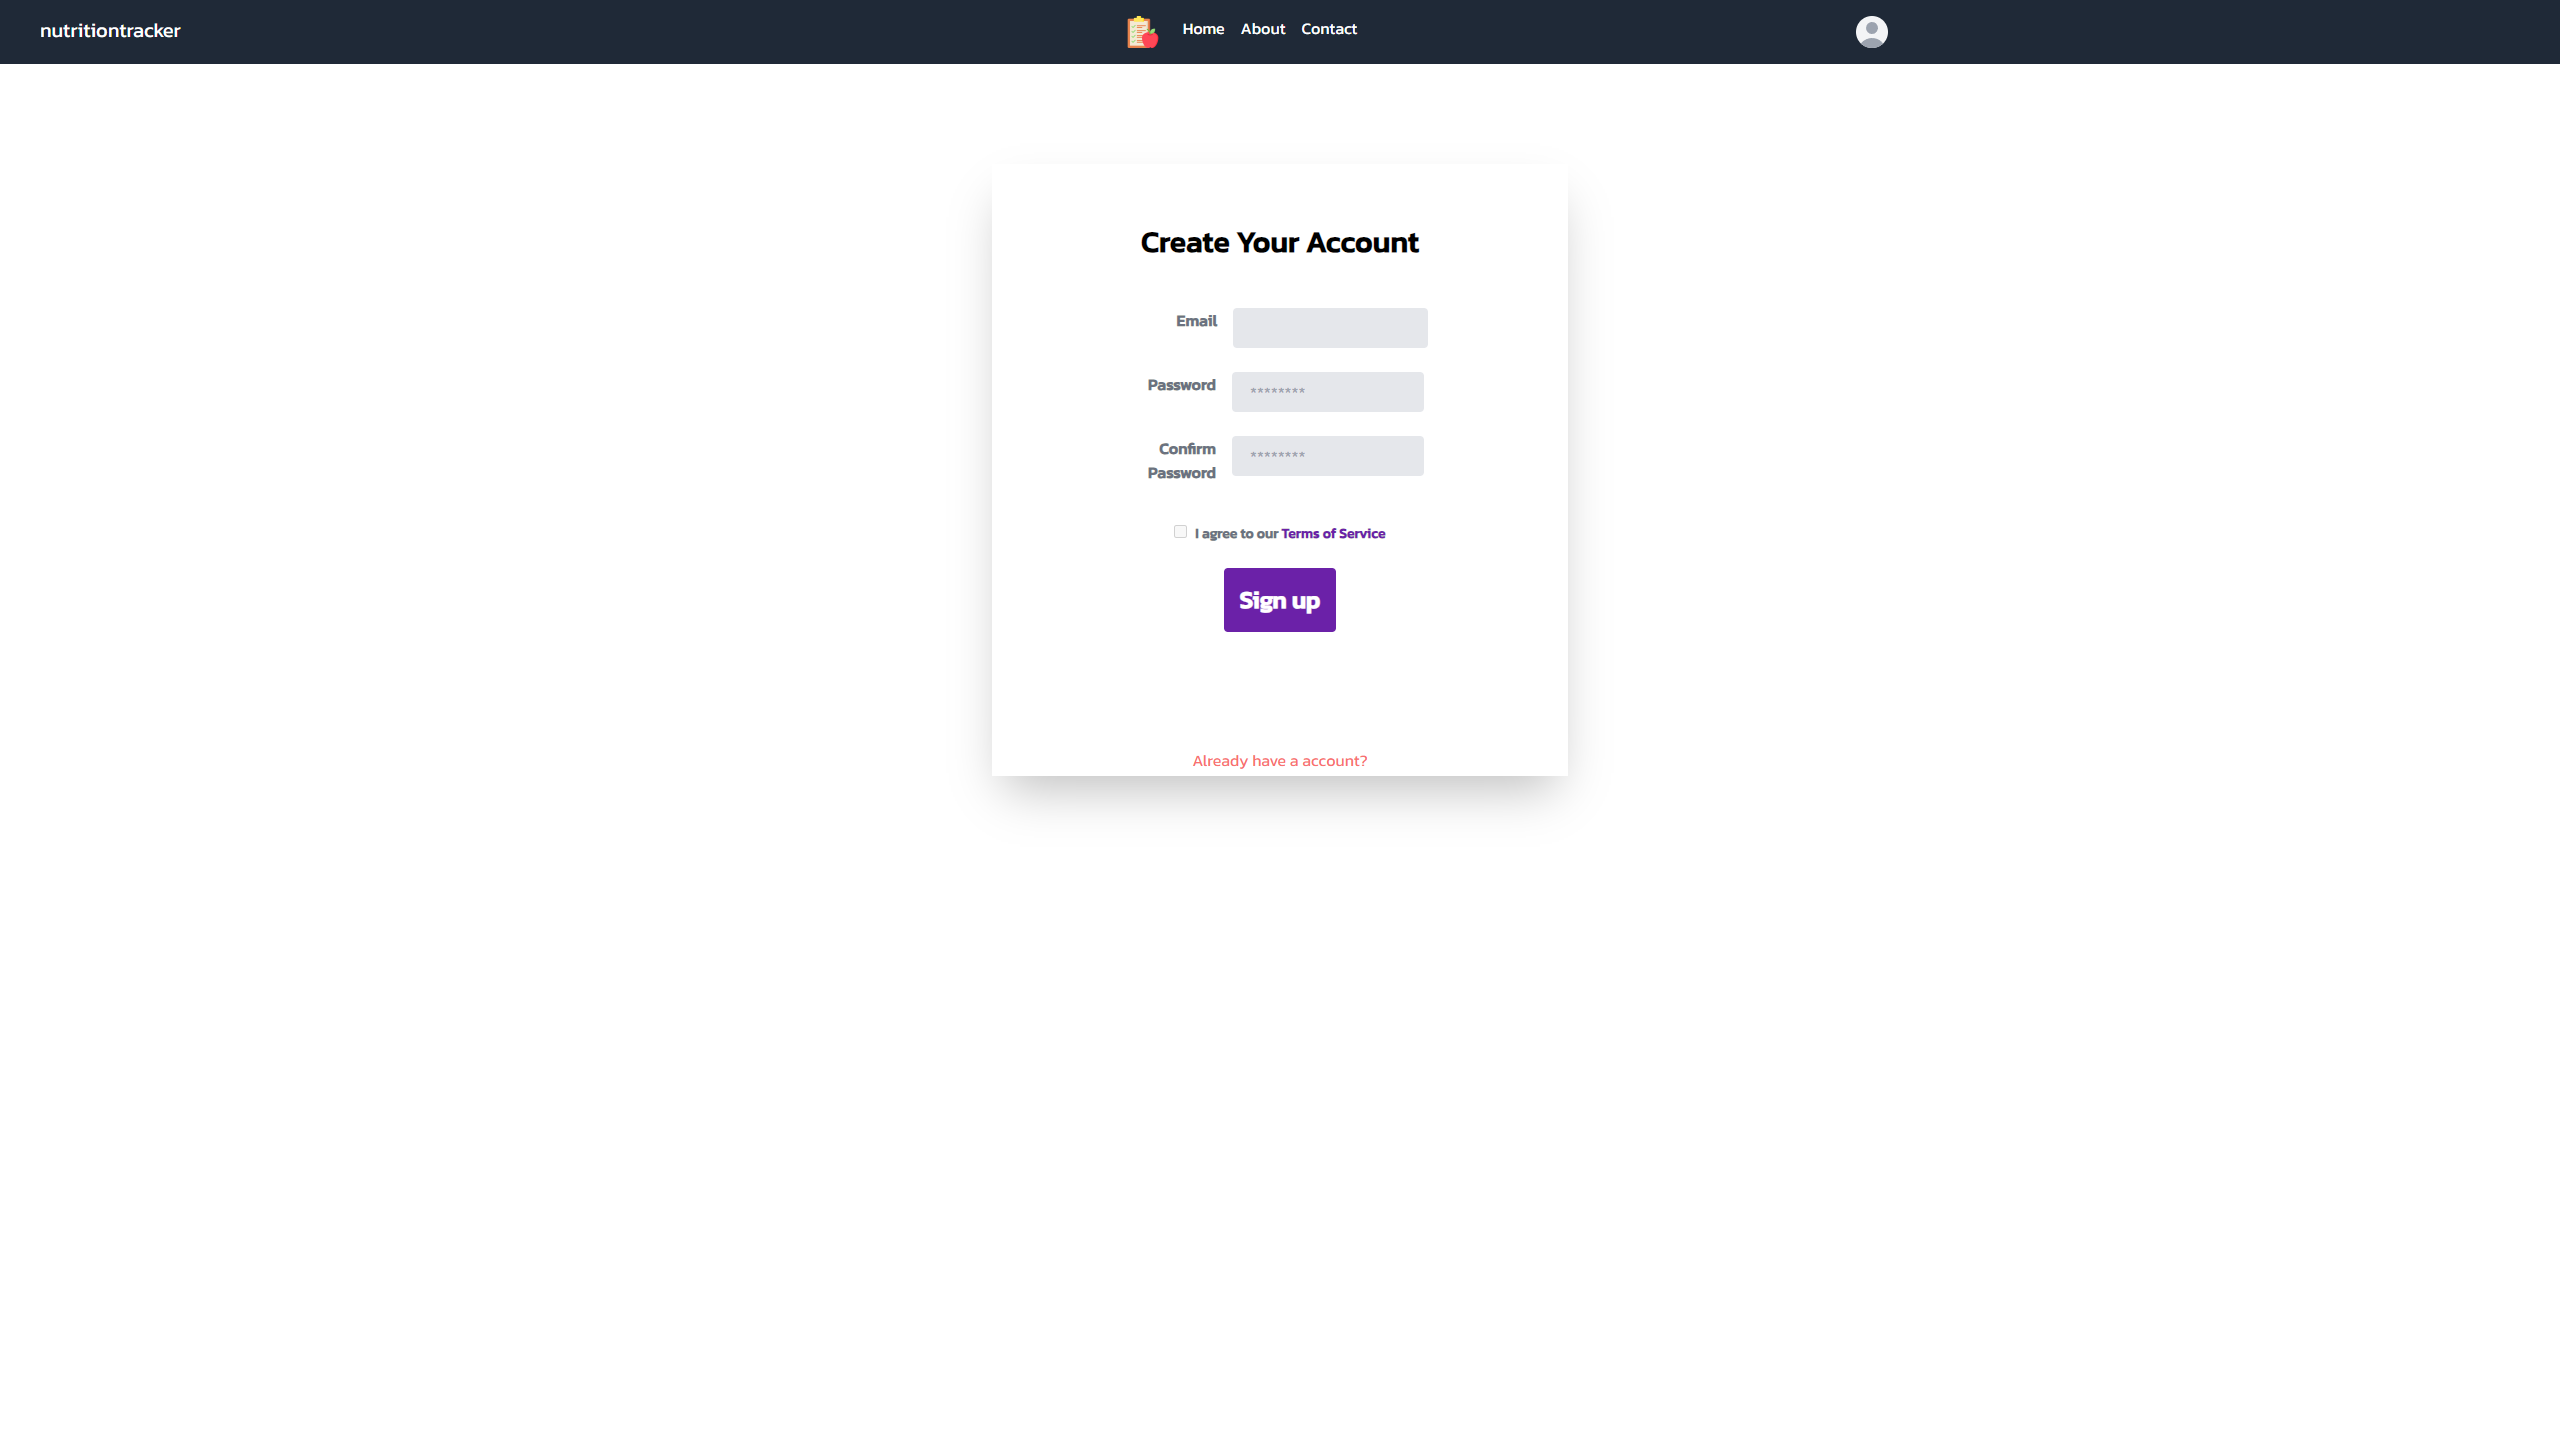 nutritiontracker
Home About Contact
Create Your Account
Email
Password ********
Confirm ********
Password
I agree to our Terms of Service
Sign up
Already have a account?